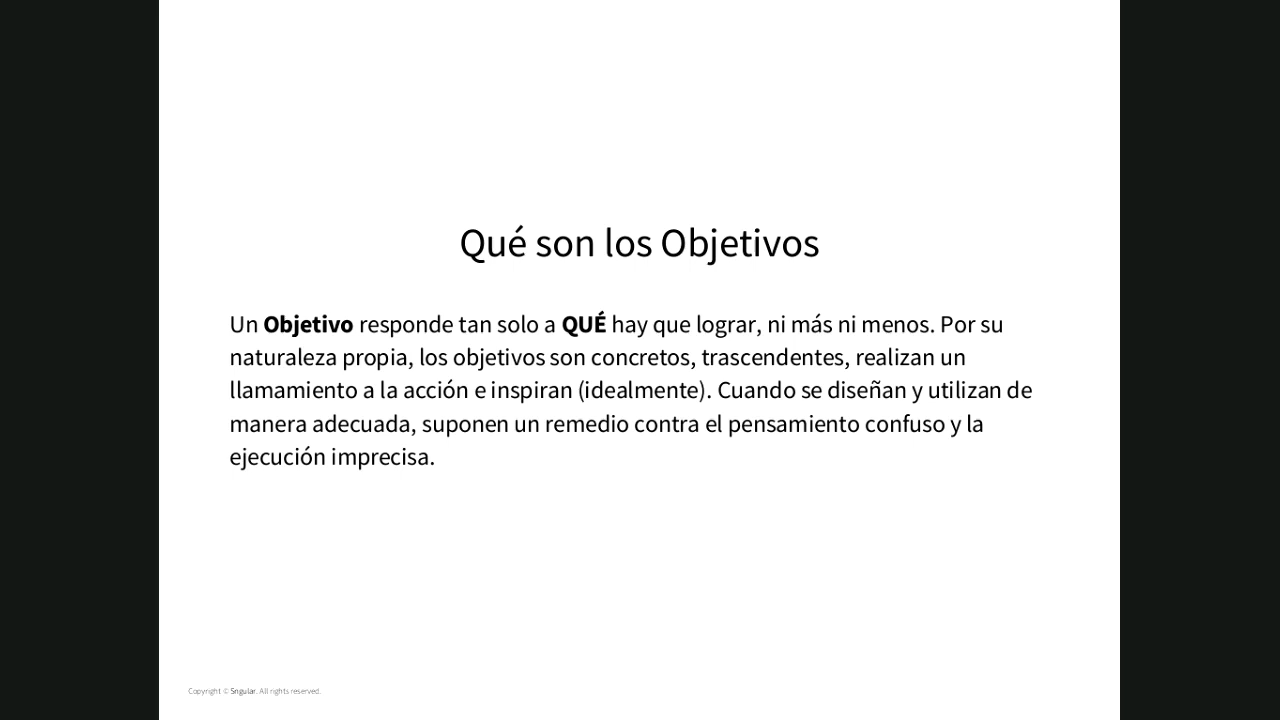 Qué son los Objetivos
Un Objetivo responde tan solo a QUÉ hay que lograr, ni más ni menos. Por su
naturaleza propia, los objetivos son concretos, trascendentes, realizan un
llamamiento a la acción e inspiran (idealmente). Cuando se diseñan y utilizan de
manera adecuada, suponen un remedio contra el pensamiento confuso y la
ejecución imprecisa.
Copyright © Sngular. All rights reserved.